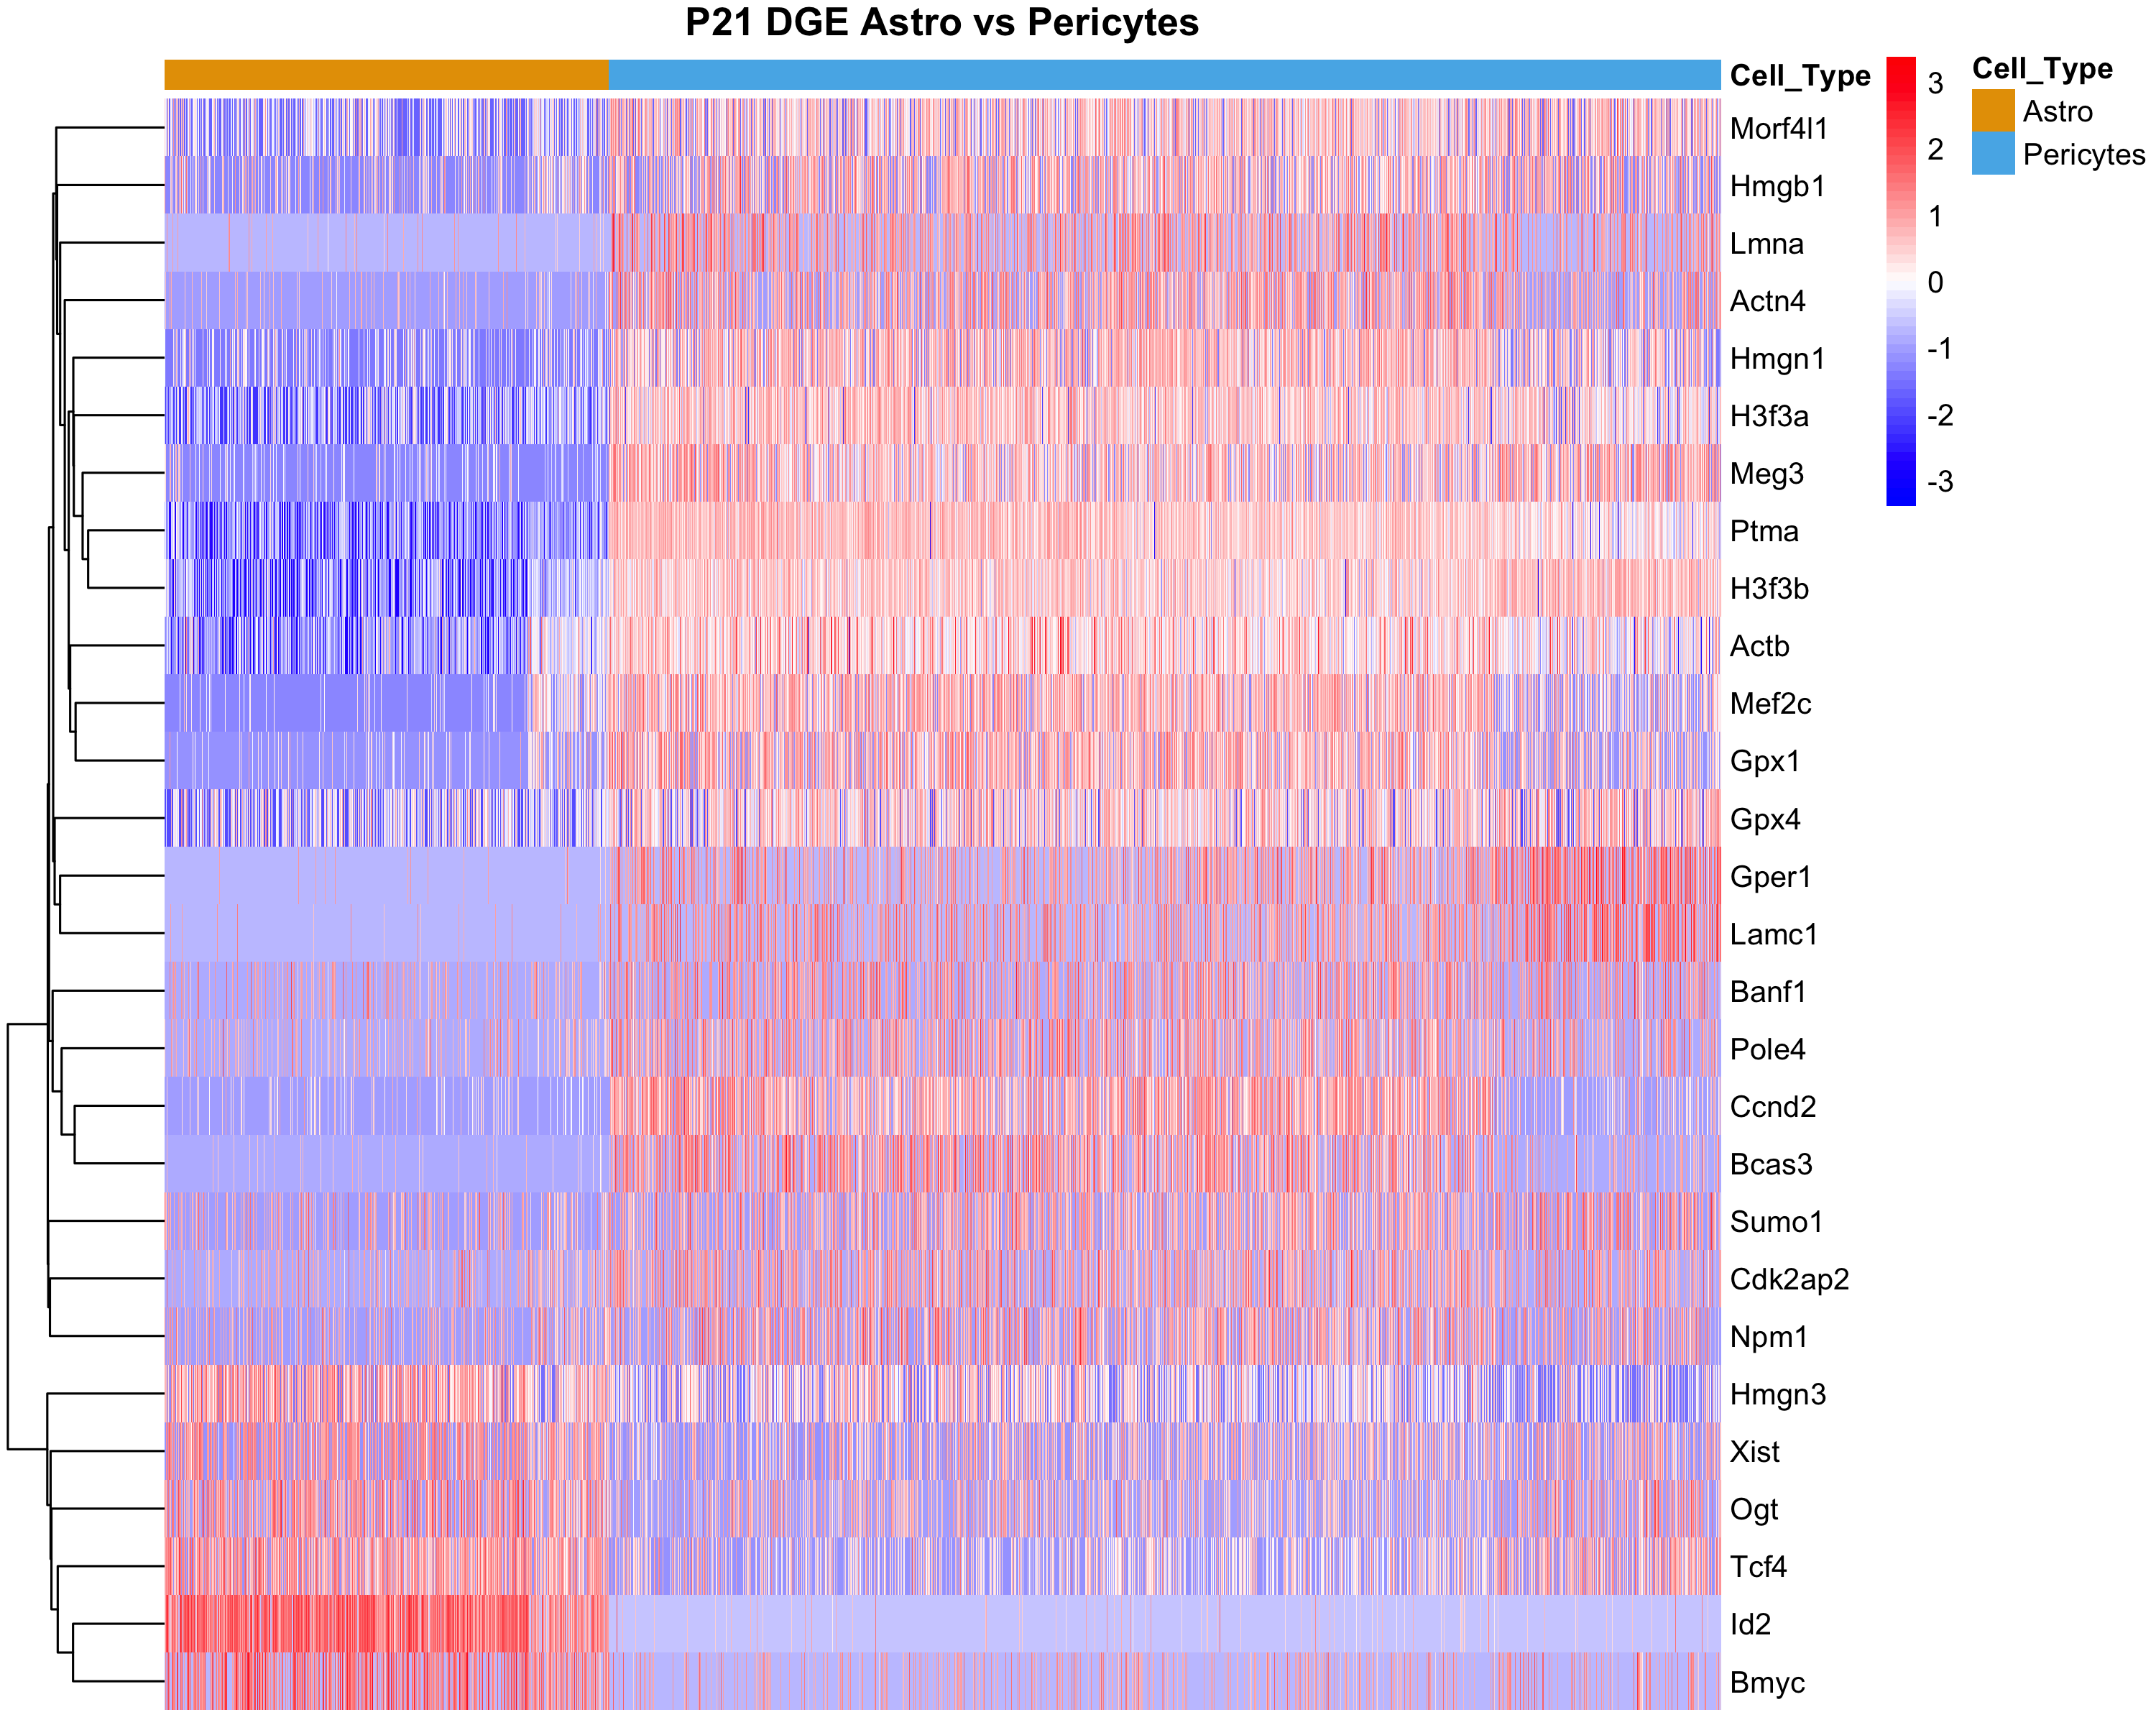 P21 DGE Astro vs Pericytes
Cell_Type
Morf4l1
Hmgb1
Lmna
Actn4
Hmgn1
H3f3a
Meg3
Ptma
H3f3b
Actb
Mef2c
Gpx1
Gpx4
Gper1
Lamc1
Banf1
Pole4
Ccnd2
Bcas3
Sumo1
Cdk2ap2
Npm1
Hmgn3
Xist
Ogt
Tcf4
Id2
Bmyc
3
2
1
0
-1
-2
-3
Cell_Type
Astro
Pericytes